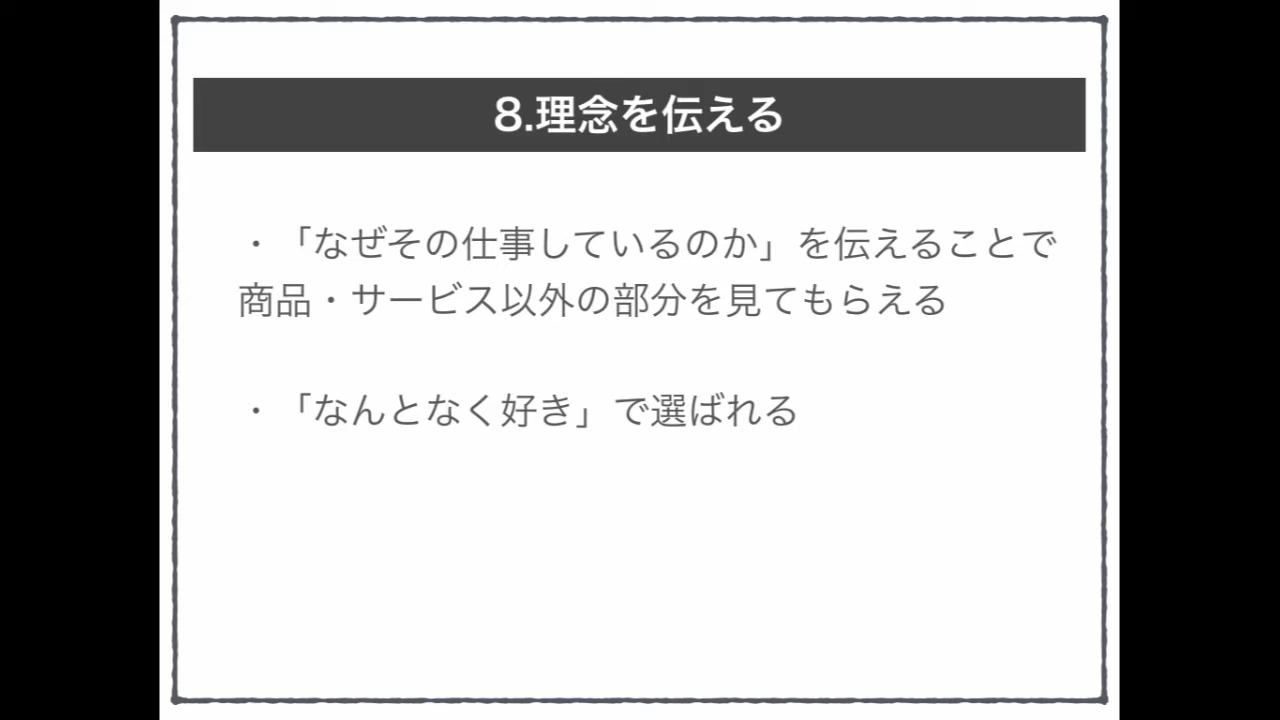 8.理念を伝える
・「なぜその仕事しているのか」を伝えることで
商品・サービス以外の部分を見てもらえる
・「なんとなく好き」で選ばれる